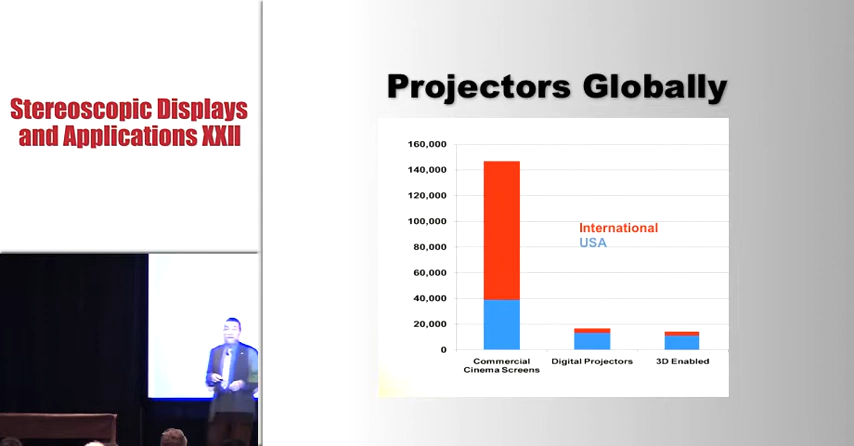 Stereoscopic Displays
and Applications XXII
Projectors Globally
160,000
140,000
120,000
100,000
80,000
60,000
40,000
20,000
0
International
USA
Commercial
Cinema Screens
Digital Projectors
3D Enabled